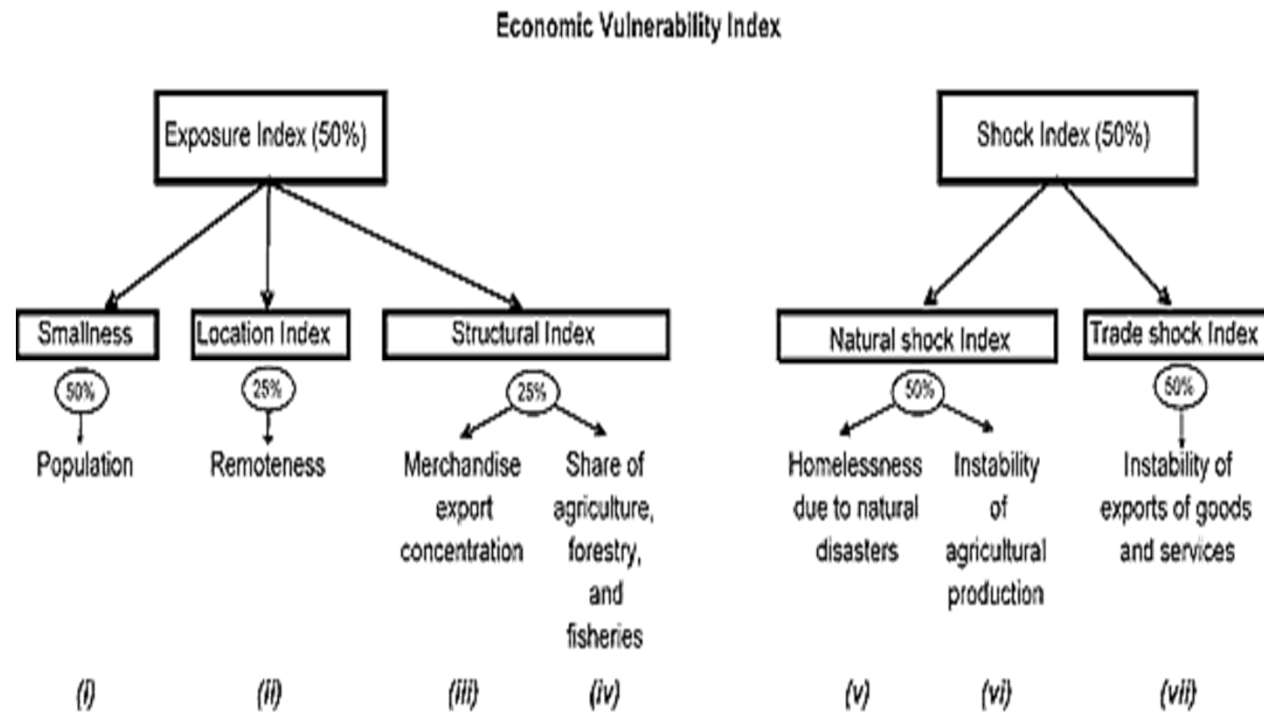 Economic Vulnerability Index
Exposure Index (50%)
Shock Index (50%)
Smallness
Location Index
Structural Index
Natural shock Index
Trade shock Index
50%
25%
25%
50%
50%
Population
Remoteness
Merchandise
export
concentration
Share of
agriculture,
forestry,
and
fisheries
Homelessness
due to natural
disasters
Instability
of
agricultural
production
Instability of
exports of goods
and services
(i)
(ii)
(iii)
(iv)
(v)
(vi)
(vii)